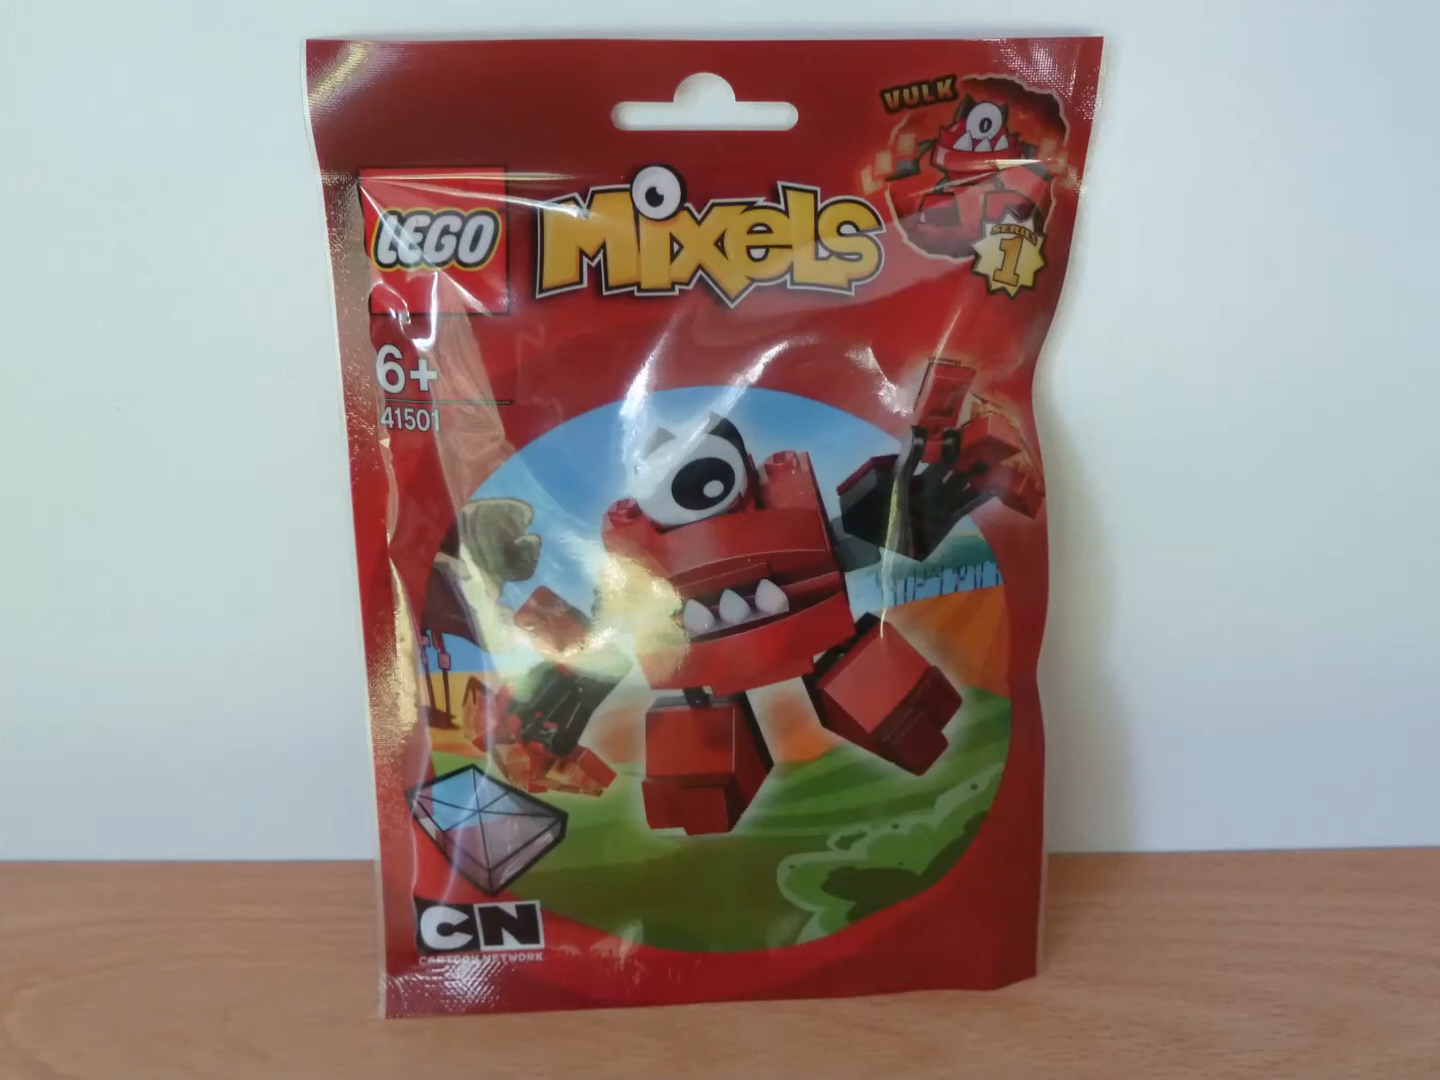 VULK
LEGO
Mixels
SERIES
1
6+
41501
CN
CARTOON NETWORK